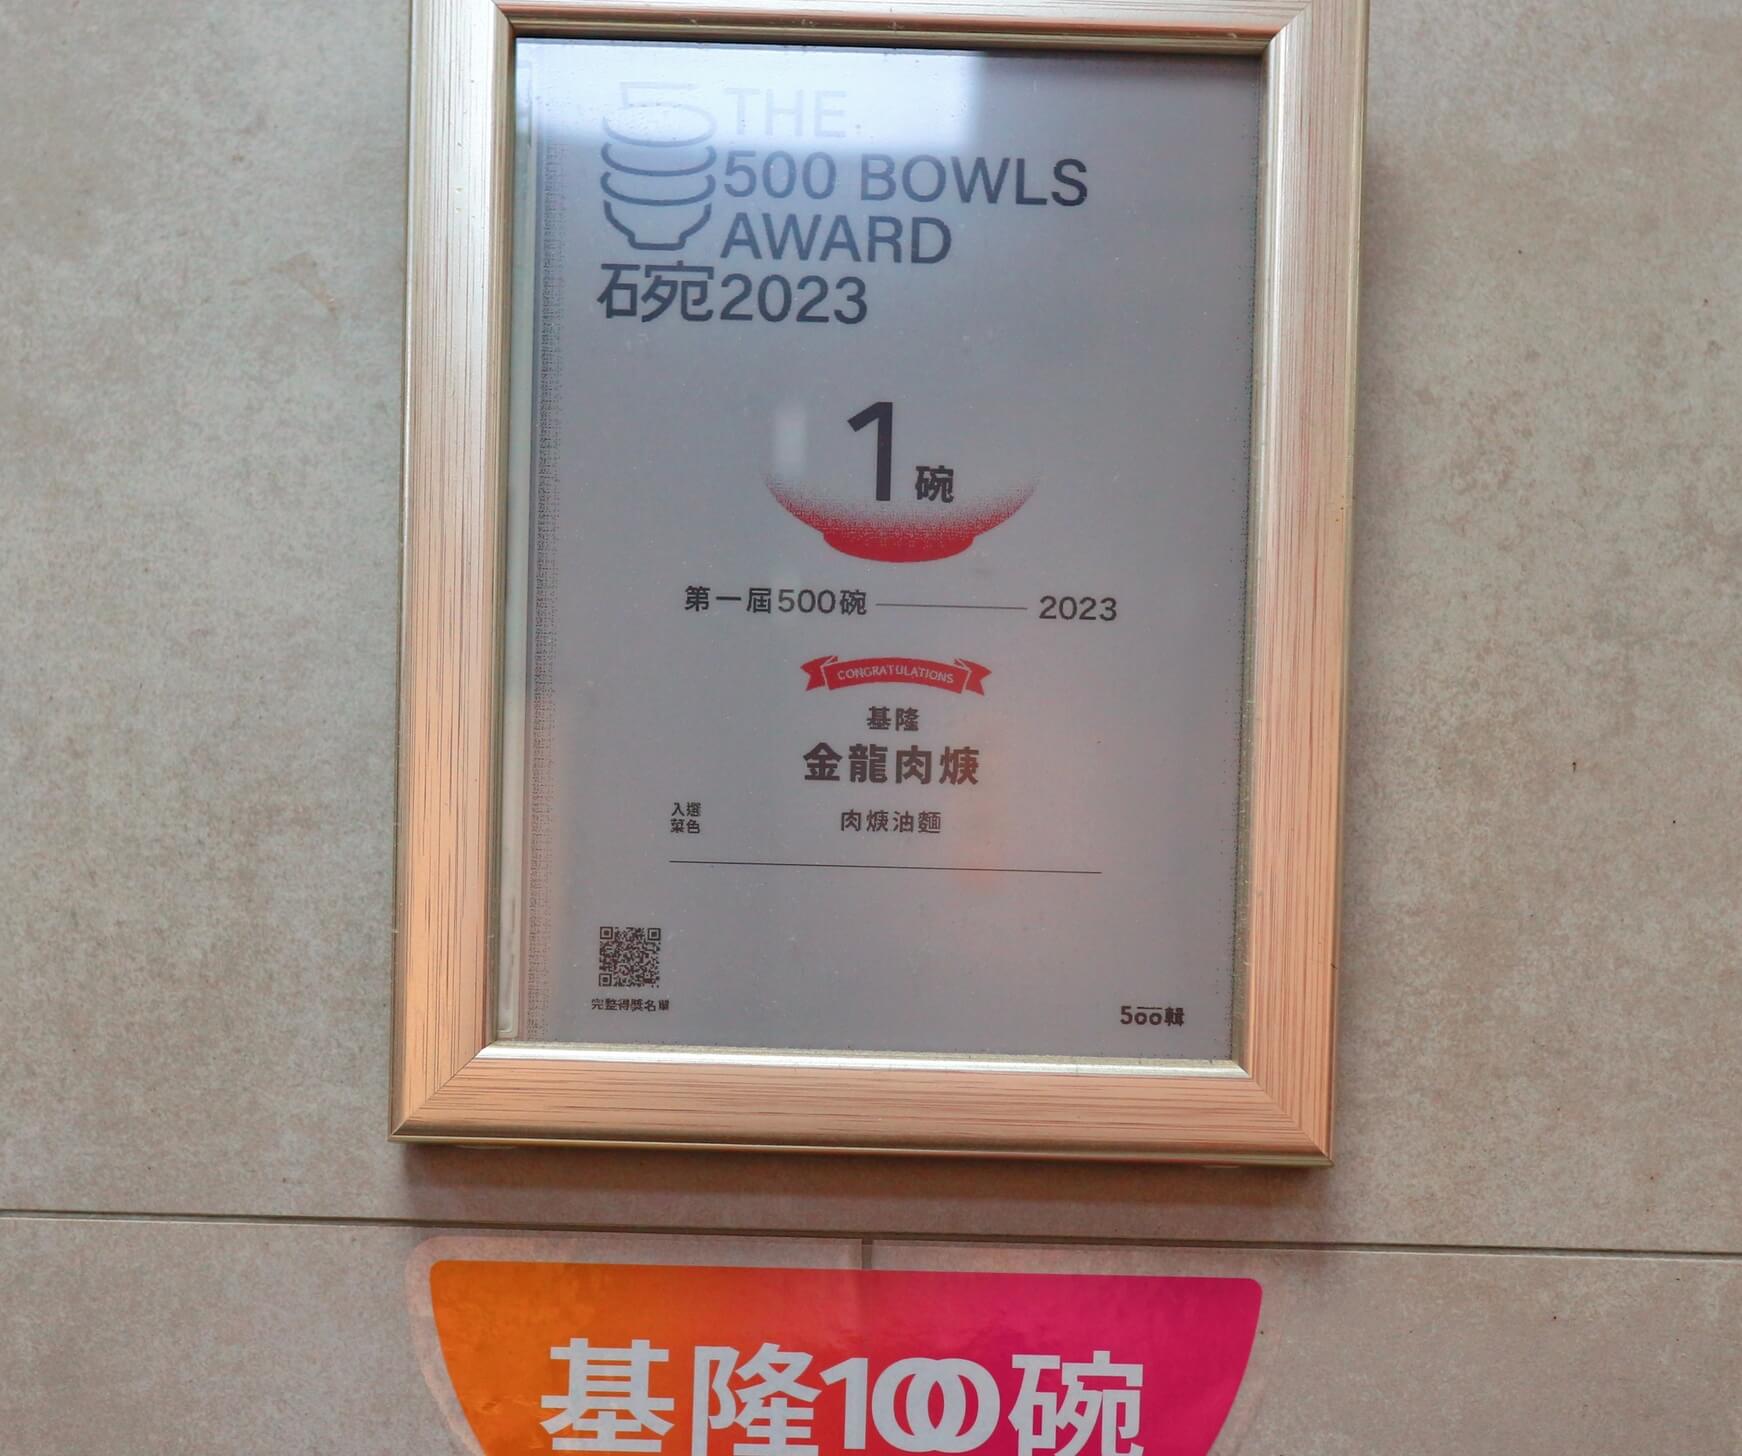 THE
500 BOWLS
AWARD
碗2023
1碗
第一屆500碗 2023
CONGRATULATIONS
基隆
金龍肉焿
入選
菜色
肉焿油麵
完整得獎名單
500輯
基隆100碗